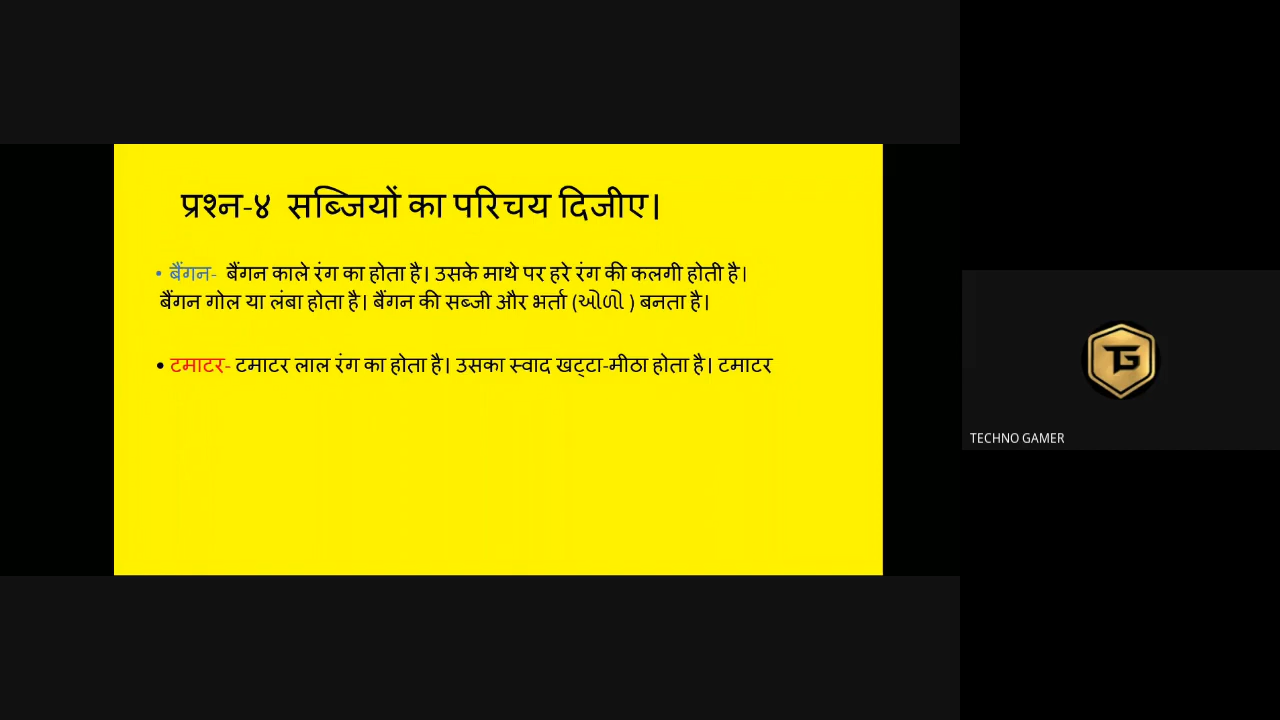 प्रश्न-४ सब्जियों का परिचय दिजीए।
• बैंगन- बैंगन काले रंग का होता है। उसके माथे पर हरे रंग की कलगी होती है।
बैंगन गोल या लंबा होता है। बैंगन की सब्जी और भर्ता (ઓળો ) बनता है।
• टमाटर- टमाटर लाल रंग का होता है। उसका स्वाद खट्टा-मीठा होता है। टमाटर
TG
TECHNO GAMER